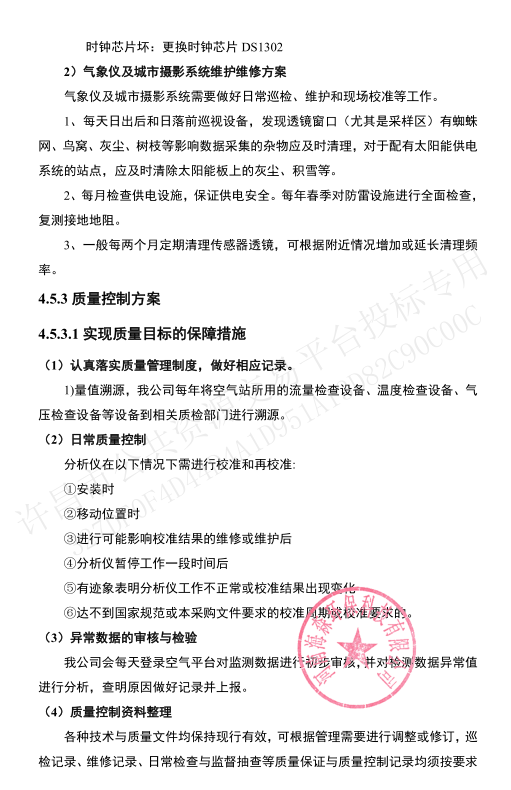 时钟芯片坏：更换时钟芯片 DS1302
2）气象仪及城市摄影系统维护维修方案
气象仪及城市摄影系统需要做好日常巡检、维护和现场校准等工作。
1、每天日出后和日落前巡视设备，发现透镜窗口（尤其是采样区）有蜘蛛
网、鸟窝、灰尘、树枝等影响数据采集的杂物应及时清理，对于配有太阳能供电
系统的站点，应及时清除太阳能板上的灰尘、积雪等。
2、每月检查供电设施，保证供电安全。每年春季对防雷设施进行全面检查，
复测接地地阻。
3、一般每两个月定期清理传感器透镜，可根据附近情况增加或延长清理频
率。
4.5.3 质量控制方案
4.5.3.1 实现质量目标的保障措施
（1）认真落实质量管理制度，做好相应记录。
1)量值溯源，我公司每年将空气站所用的流量检查设备、温度检查设备、气
压检查设备等设备到相关质检部门进行溯源。
（2）日常质量控制
分析仪在以下情况下需进行校准和再校准:
①安装时
②移动位置时
③进行可能影响校准结果的维修或维护后
④分析仪暂停工作一段时间后
⑤有迹象表明分析仪工作不正常或校准结果出现变化
⑥达不到国家规范或本采购文件要求的校准周期或校准要求的。
（3）异常数据的审核与检验
我公司会每天登录空气平台对监测数据进行初步审核,并对检测数据异常值
进行分析，查明原因做好记录并上报。
（4）质量控制资料整理
各种技术与质量文件均保持现行有效，可根据管理需要进行调整或修订，巡
检记录、维修记录、日常检查与监督抽查等质量保证与质量控制记录均须按要求